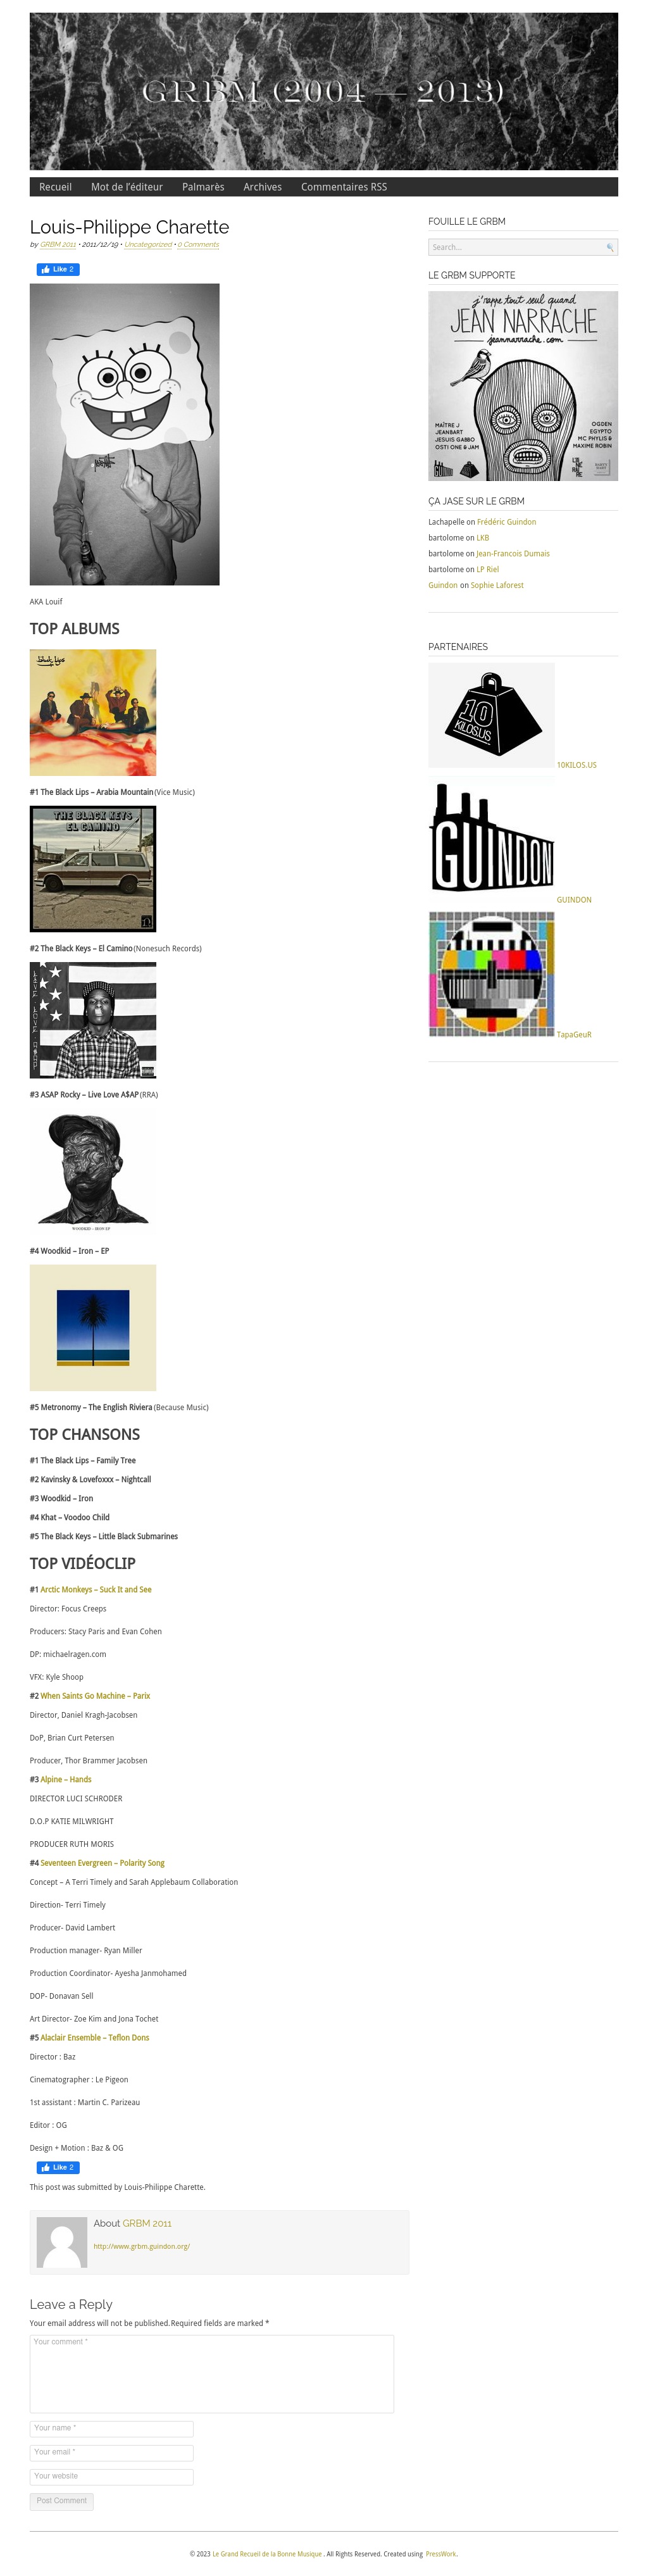 GRBM (2004 — 2013)
Recueil Mot de l'éditeur Palmarès Archives Commentaires RSS
Louis-Philippe Charette
by GRBM 2011 • 2011/12/19 • Uncategorized • 0 Comments
Like 2
AKA Louif
TOP ALBUMS
black lips
#1 The Black Lips – Arabia Mountain (Vice Music)
THE BLACK KEYS
EL CAMINO
#2 The Black Keys – El Camino (Nonesuch Records)
LIVE LOVE A$AP
#3 ASAP Rocky – Live Love A$AP (RRA)
WOODKID – IRON EP
#4 Woodkid – Iron – EP
#5 Metronomy – The English Riviera (Because Music)
TOP CHANSONS
#1 The Black Lips – Family Tree
#2 Kavinsky & Lovefoxxx – Nightcall
#3 Woodkid – Iron
#4 Khat – Voodoo Child
#5 The Black Keys – Little Black Submarines
TOP VIDÉOCLIP
#1 Arctic Monkeys – Suck It and See
Director: Focus Creeps
Producers: Stacy Paris and Evan Cohen
DP: michaelragen.com
VFX: Kyle Shoop
#2 When Saints Go Machine – Parix
Director, Daniel Kragh-Jacobsen
DoP, Brian Curt Petersen
Producer, Thor Brammer Jacobsen
#3 Alpine – Hands
DIRECTOR LUCI SCHRODER
D.O.P KATIE MILWRIGHT
PRODUCER RUTH MORIS
#4 Seventeen Evergreen – Polarity Song
Concept – A Terri Timely and Sarah Applebaum Collaboration
Direction- Terri Timely
Producer- David Lambert
Production manager- Ryan Miller
Production Coordinator- Ayesha Janmohamed
DOP- Donavan Sell
Art Director- Zoe Kim and Jona Tochet
#5 Alaclair Ensemble – Teflon Dons
Director : Baz
Cinematographer : Le Pigeon
1st assistant : Martin C. Parizeau
Editor : OG
Design + Motion : Baz & OG
Like 2
This post was submitted by Louis-Philippe Charette.
About GRBM 2011
http://www.grbm.guindon.org/
Leave a Reply
Your email address will not be published. Required fields are marked *
Your comment *
Your name *
Your email *
Your website
Post Comment
FOUILLE LE GRBM
Search...
LE GRBM SUPPORTE
j'rappe tout seul quand
JEAN NARRACHE
jeannarrache.com
MAÎTRE J
JEANBART
JESUIS GABBO
OSTI ONE & JAM
OGDEN
EGYPTO
MC PHYLIS &
MAXIME ROBIN
ÇA JASE SUR LE GRBM
Lachapelle on Frédéric Guindon
bartolome on LKB
bartolome on Jean-Francois Dumais
bartolome on LP Riel
Guindon on Sophie Laforest
PARTENAIRES
10
KILOS.US
10KILOS.US
GUINDON
GUINDON
TapaGeuR
© 2023 Le Grand Recueil de la Bonne Musique . All Rights Reserved. Created using PressWork.